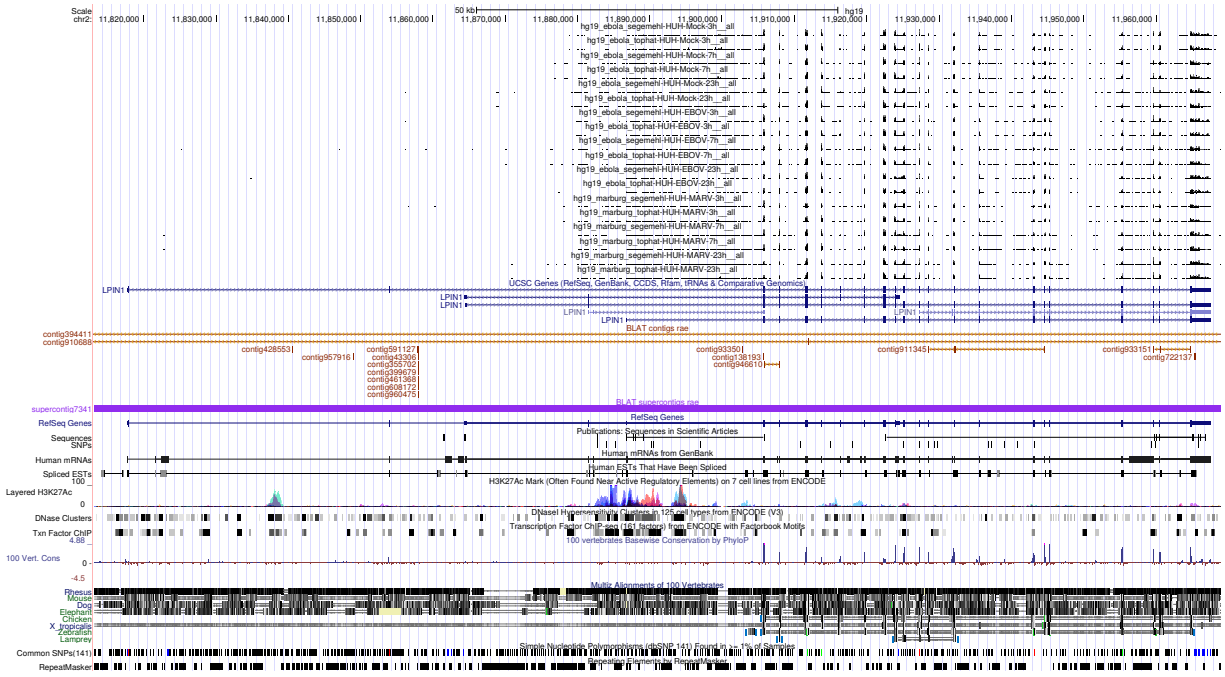 Scale 50 kb hg19
chr2: 11,820,000 11,830,000 11,840,000 11,850,000 11,860,000 11,870,000 11,880,000 11,890,000 11,900,000 11,910,000 11,920,000 11,930,000 11,940,000 11,950,000 11,960,000
hg19_ebola_segemehl-HUH-Mock-3h__all
hg19_ebola_tophat-HUH-Mock-3h__all
hg19_ebola_segemehl-HUH-Mock-7h__all
hg19_ebola_tophat-HUH-Mock-7h__all
hg19_ebola_segemehl-HUH-Mock-23h__all
hg19_ebola_tophat-HUH-Mock-23h__all
hg19_ebola_segemehl-HUH-EBOV-3h__all
hg19_ebola_tophat-HUH-EBOV-3h__all
hg19_ebola_segemehl-HUH-EBOV-7h__all
hg19_ebola_tophat-HUH-EBOV-7h__all
hg19_ebola_segemehl-HUH-EBOV-23h__all
hg19_ebola_tophat-HUH-EBOV-23h__all
hg19_marburg_segemehl-HUH-MARV-3h__all
hg19_marburg_tophat-HUH-MARV-3h__all
hg19_marburg_segemehl-HUH-MARV-7h__all
hg19_marburg_tophat-HUH-MARV-7h__all
hg19_marburg_segemehl-HUH-MARV-23h__all
hg19_marburg_tophat-HUH-MARV-23h__all
UCSC Genes (RefSeq, GenBank, CCDS, Rfam, tRNAs & Comparative Genomics)
LPIN1
LPIN1
LPIN1
LPIN1 LPIN1
LPIN1
BLAT contigs rae
contig394411
contig910688
contig428553 contig591127 contig93350 contig911345 contig933151
contig957916 contig43306 contig138193 contig722137
contig355702 contig946610
contig399679
contig461368
contig608172
contig960475
BLAT supercontigs rae
supercontig7341
RefSeq Genes
RefSeq Genes
Publications: Sequences in Scientific Articles
Sequences
SNPs
Human mRNAs from GenBank
Human mRNAs
Human ESTs That Have Been Spliced
Spliced ESTs
H3K27Ac Mark (Often Found Near Active Regulatory Elements) on 7 cell lines from ENCODE
100
Layered H3K27Ac
0
DNaseI Hypersensitivity Clusters in 125 cell types from ENCODE (V3)
DNase Clusters
Transcription Factor ChIP-seq (161 factors) from ENCODE with Factorbook Motifs
Txn Factor ChIP
100 vertebrates Basewise Conservation by PhyloP
4.88
100 Vert. Cons
0
-4.5
Multiz Alignments of 100 Vertebrates
Rhesus
Mouse
Dog
Elephant
Chicken
X_tropicalis
Zebrafish
Lamprey
Simple Nucleotide Polymorphisms (dbSNP 141) Found in >= 1% of Samples
Common SNPs(141)
Repeating Elements by RepeatMasker
RepeatMasker